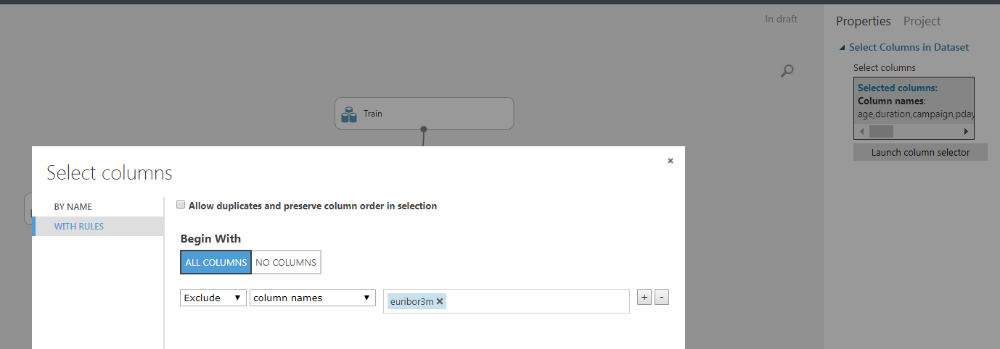 In draft
Properties Project
Select Columns in Dataset
Select columns
Selected columns:
Column names:
age,duration,campaign,pday
Launch column selector
Train
Select columns
×
BY NAME
WITH RULES
Allow duplicates and preserve column order in selection
Begin With
ALL COLUMNS NO COLUMNS
Exclude column names euribor3m × + -